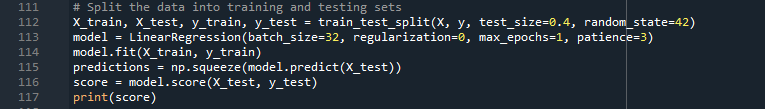 111 # Split the data into training and testing sets
112 X_train, X_test, y_train, y_test = train_test_split(X, y, test_size=0.4, random_state=42)
113 model = LinearRegression(batch_size=32, regularization=0, max_epochs=1, patience=3)
114 model.fit(X_train, y_train)
115 predictions = np.squeeze(model.predict(X_test))
116 score = model.score(X_test, y_test)
117 print(score)